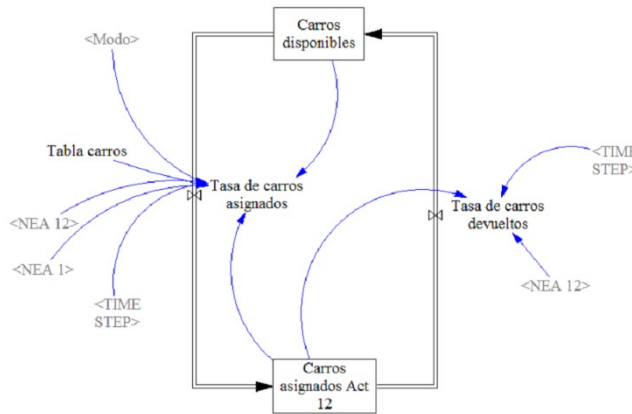 Carros
disponibles
<Modo>
Tabla carros
Tasa de carros
asignados
<NEA 12>
<NEA 1>
<TIME
STEP>
<TIME
STEP>
Tasa de carros
devueltos
<NEA 12>
Carros
asignados Act
12